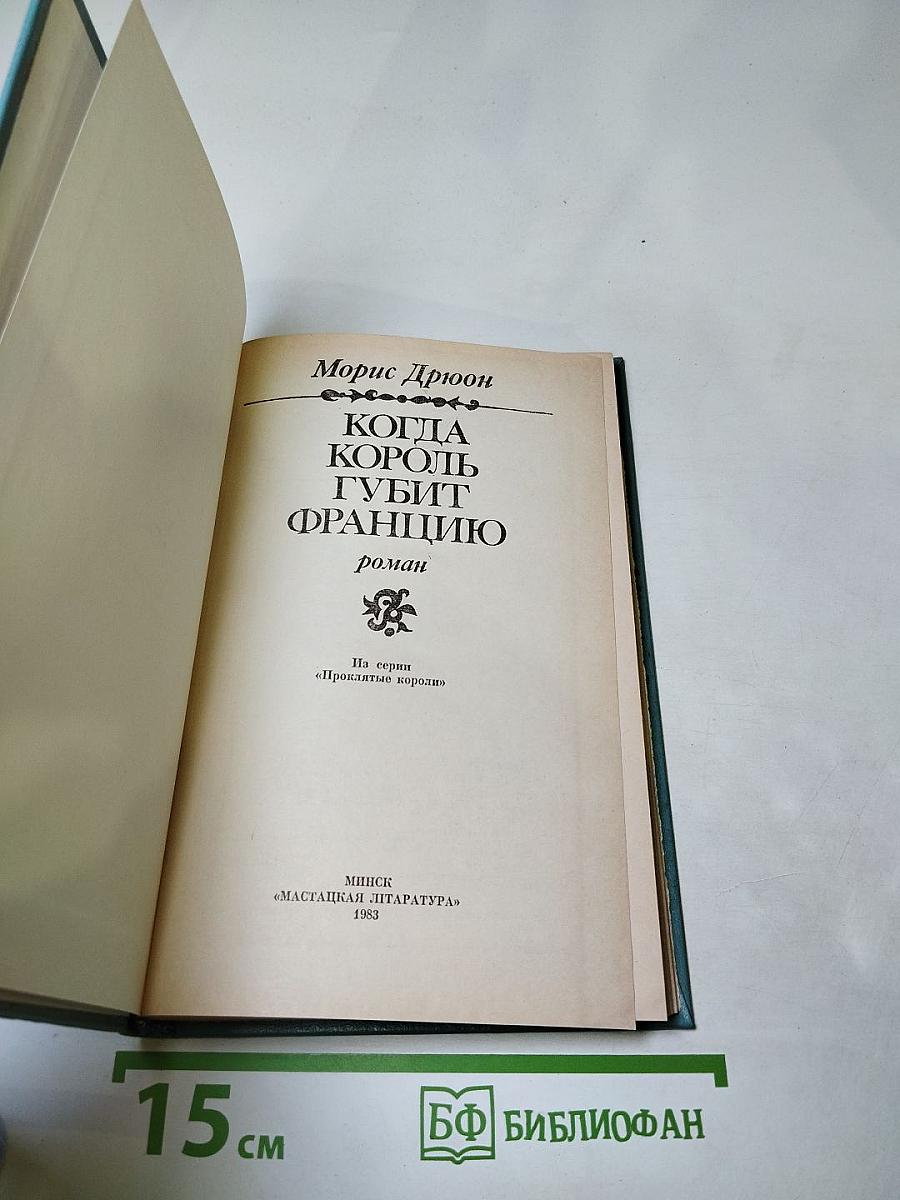 Морис Дрюон
КОГДА
КОРОЛЬ
ГУБИТ
ФРАНЦИЮ
роман
Из серии
«Проклятые короли»
МИНСК
«МАСТАЦКАЯ ЛІТАРАТУРА»
1983
15 см
БФ БИБЛИОФАН